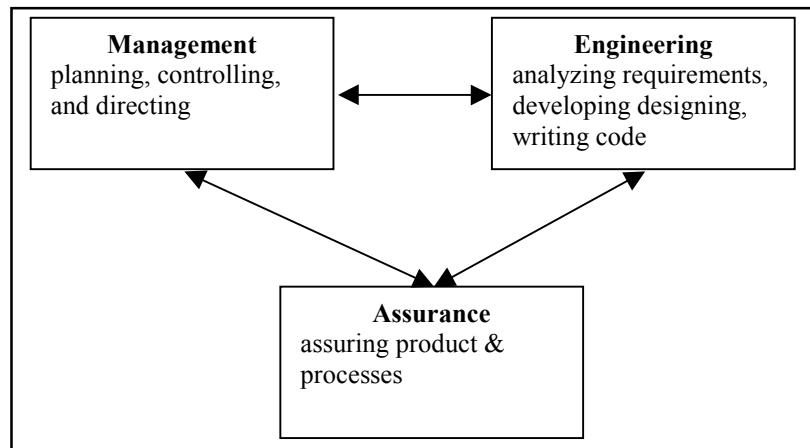 Management
planning, controlling,
and directing
Engineering
analyzing requirements,
developing designing,
writing code
Assurance
assuring product &
processes